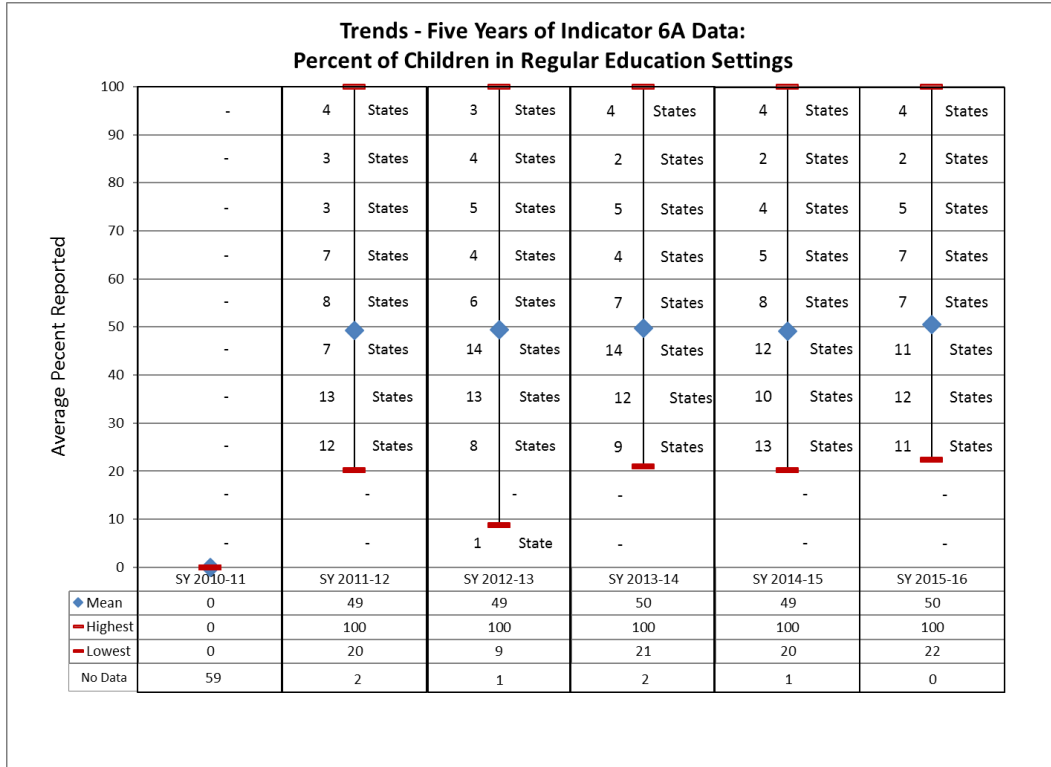 Trends - Five Years of Indicator 6A Data:
Percent of Children in Regular Education Settings
Average Pecent Reported
100
- 4 States 3 States 4 States 4 States 4 States
90
- 3 States 4 States 2 States 2 States 2 States
80
- 3 States 5 States 5 States 4 States 5 States
70
- 7 States 4 States 4 States 5 States 7 States
60
- 8 States 6 States 7 States 8 States 7 States
50
- 7 States 14 States 14 States 12 States 11 States
40
- 13 States 13 States 12 States 10 States 12 States
30
- 12 States 8 States 9 States 13 States 11 States
20
- - - - - -
10
- - 1 State - - -
0
SY 2010-11 SY 2011-12 SY 2012-13 SY 2013-14 SY 2014-15 SY 2015-16
Mean 0 49 49 50 49 50
Highest 0 100 100 100 100 100
Lowest 0 20 9 21 20 22
No Data 59 2 1 2 1 0